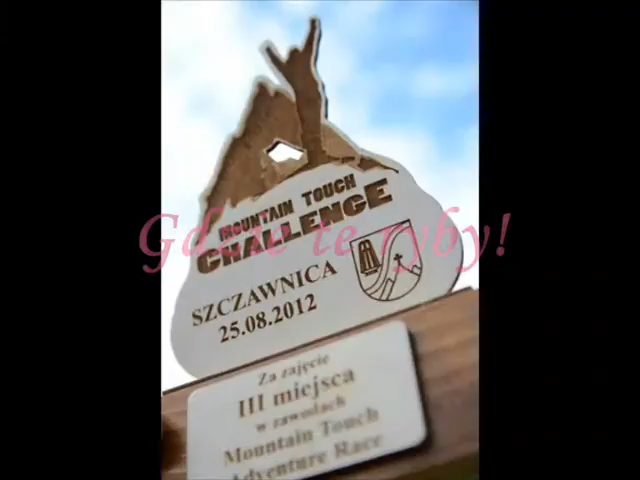 MOUNTAIN TOUCH
CHALLENGE
Gdzie te ryby!
SZCZAWNICA
25.08.2012
Za zajęcie
III miejsca
w zawodach
Mountain Touch
Adventure Race